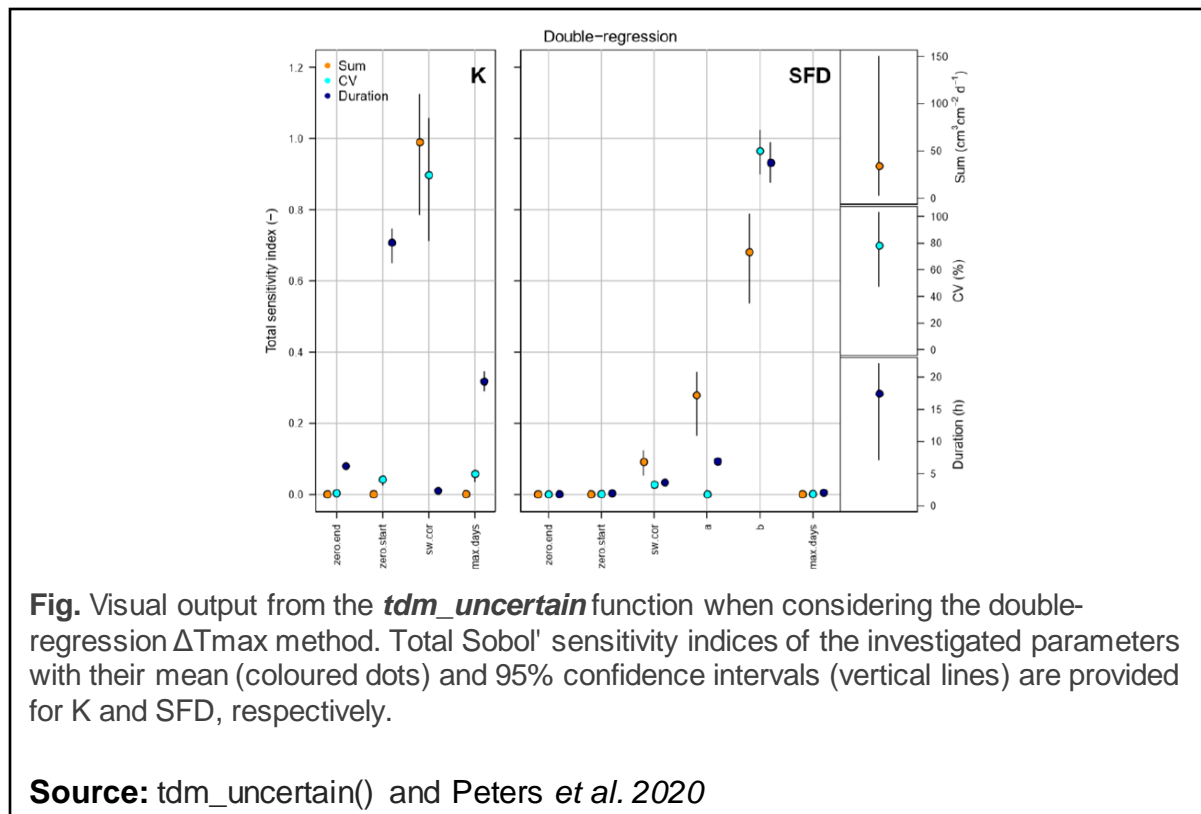 Double−regression
Sum
CV
Duration
K
SFD
Total sensitivity index (−)
1.2
1.0
0.8
0.6
0.4
0.2
0.0
zero.end
zero.start
sw.cor
max.days
zero.end
zero.start
sw.cor
a
b
max.days
150
100
50
0
Sum (cm³cm⁻² d⁻¹)
100
80
60
40
20
0
CV (%)
20
15
10
5
0
Duration (h)
Fig. Visual output from the tdm_uncertain function when considering the double-
regression ΔTmax method. Total Sobol' sensitivity indices of the investigated parameters
with their mean (coloured dots) and 95% confidence intervals (vertical lines) are provided
for K and SFD, respectively.
Source: tdm_uncertain() and Peters et al. 2020